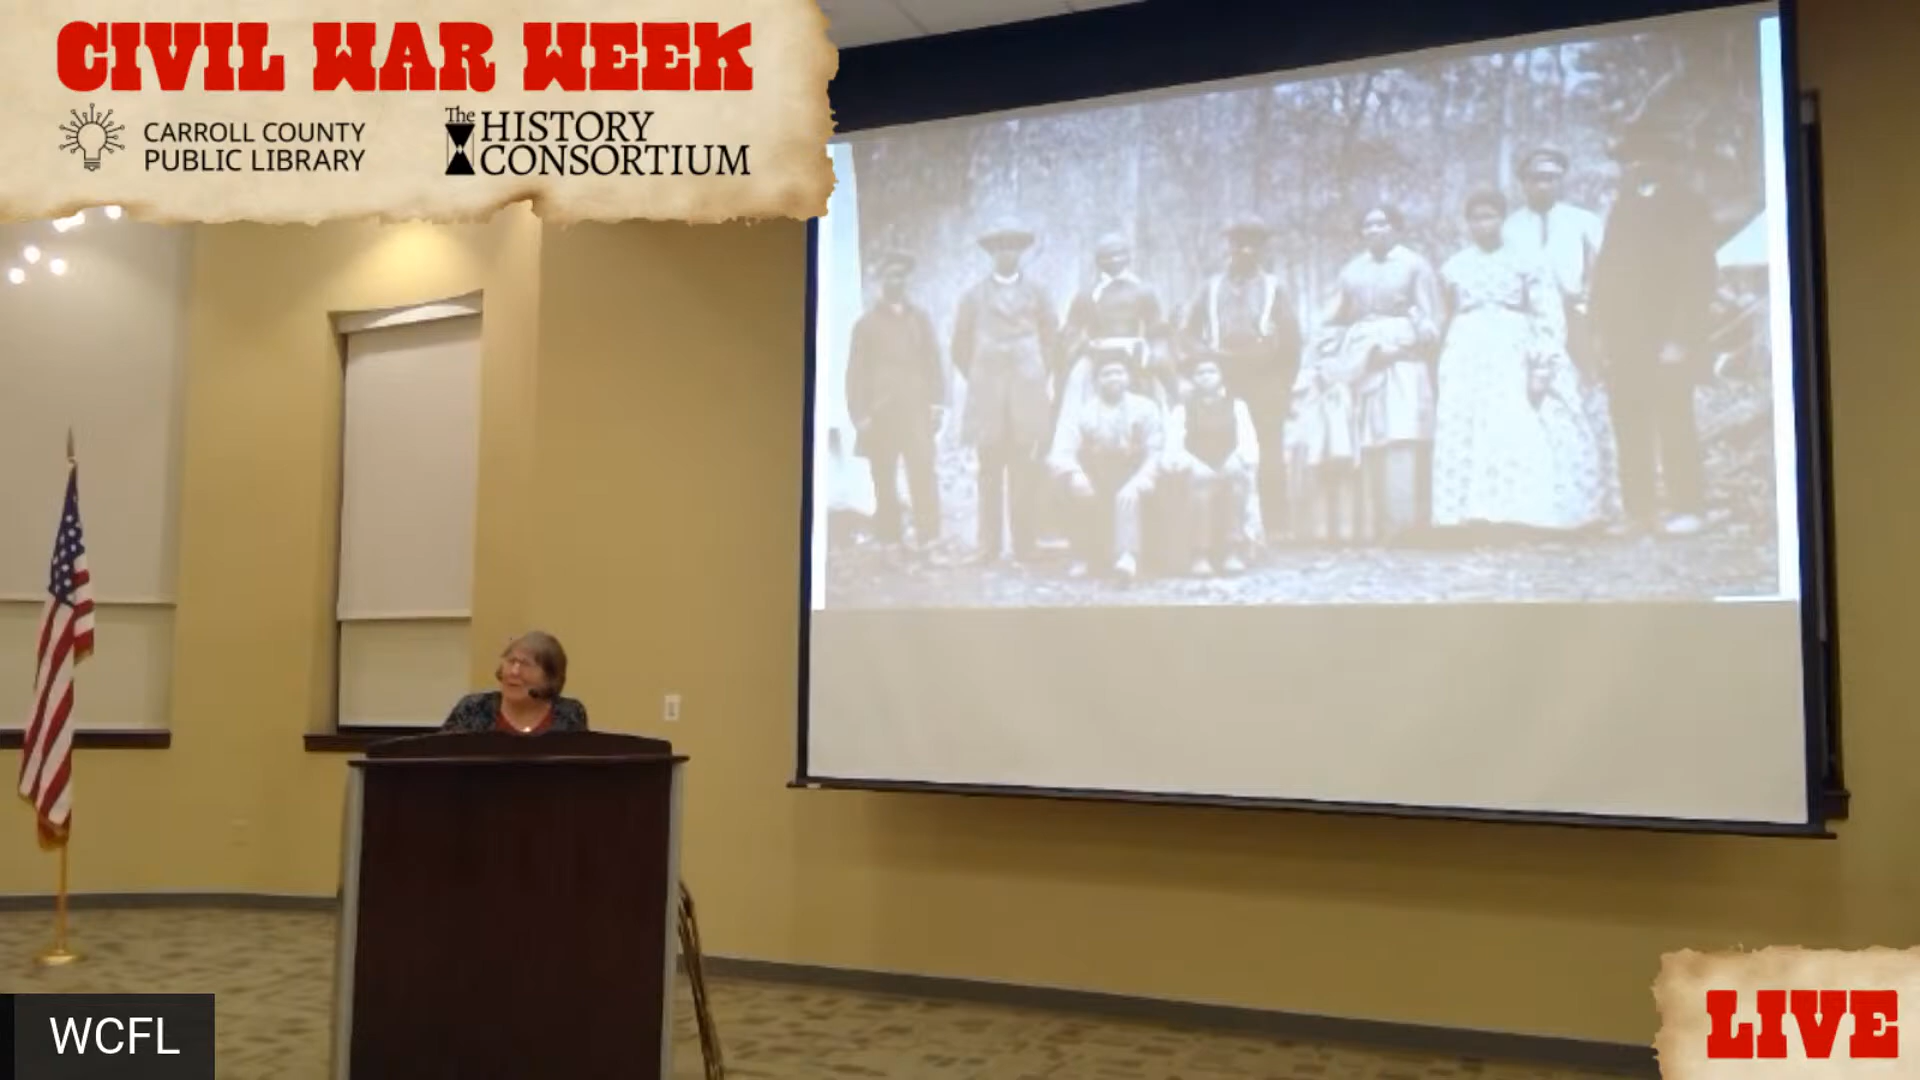 CIVIL WAR WEEK
CARROLL COUNTY
PUBLIC LIBRARY
The
HISTORY
CONSORTIUM
WCFL
LIVE